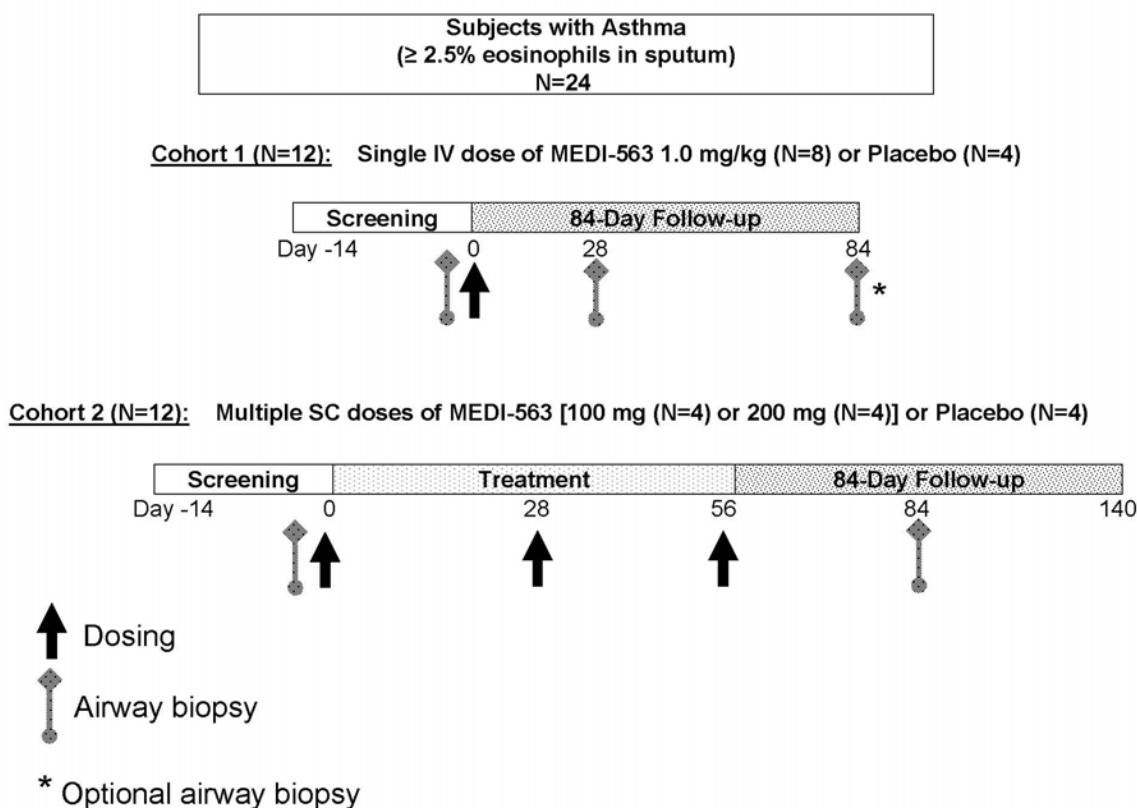 Subjects with Asthma
(≥ 2.5% eosinophils in sputum)
N=24
Cohort 1 (N=12): Single IV dose of MEDI-563 1.0 mg/kg (N=8) or Placebo (N=4)
Screening 84-Day Follow-up
Day -14 0 28 84
*
Cohort 2 (N=12): Multiple SC doses of MEDI-563 [100 mg (N=4) or 200 mg (N=4)] or Placebo (N=4)
Screening Treatment 84-Day Follow-up
Day -14 0 28 56 84 140
Dosing
Airway biopsy
* Optional airway biopsy